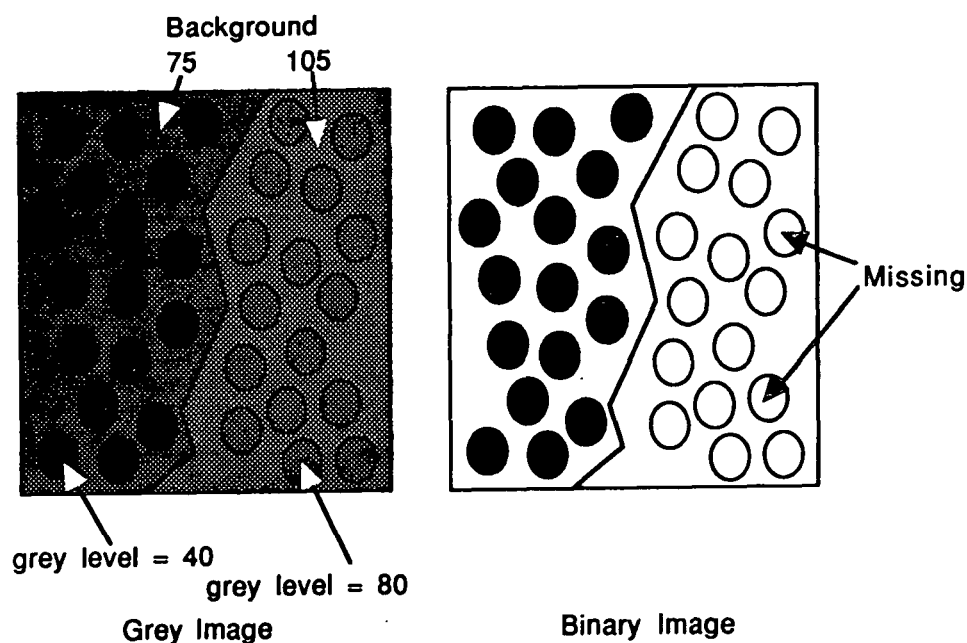 Background
75 105
Missing
grey level = 40
grey level = 80
Grey Image
Binary Image